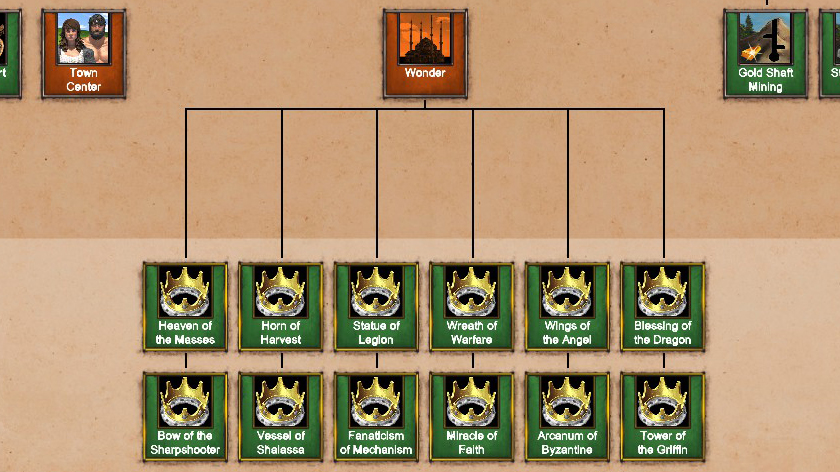 rt
Town
Center
Wonder
Gold Shaft
Mining
Heaven of
the Masses
Horn of
Harvest
Statue of
Legion
Wreath of
Warfare
Wings of
the Angel
Blessing of
the Dragon
Bow of the
Sharpshooter
Vessel of
Shalassa
Fanaticism
of Mechanism
Miracle of
Faith
Arcanum of
Byzantine
Tower of
the Griffin